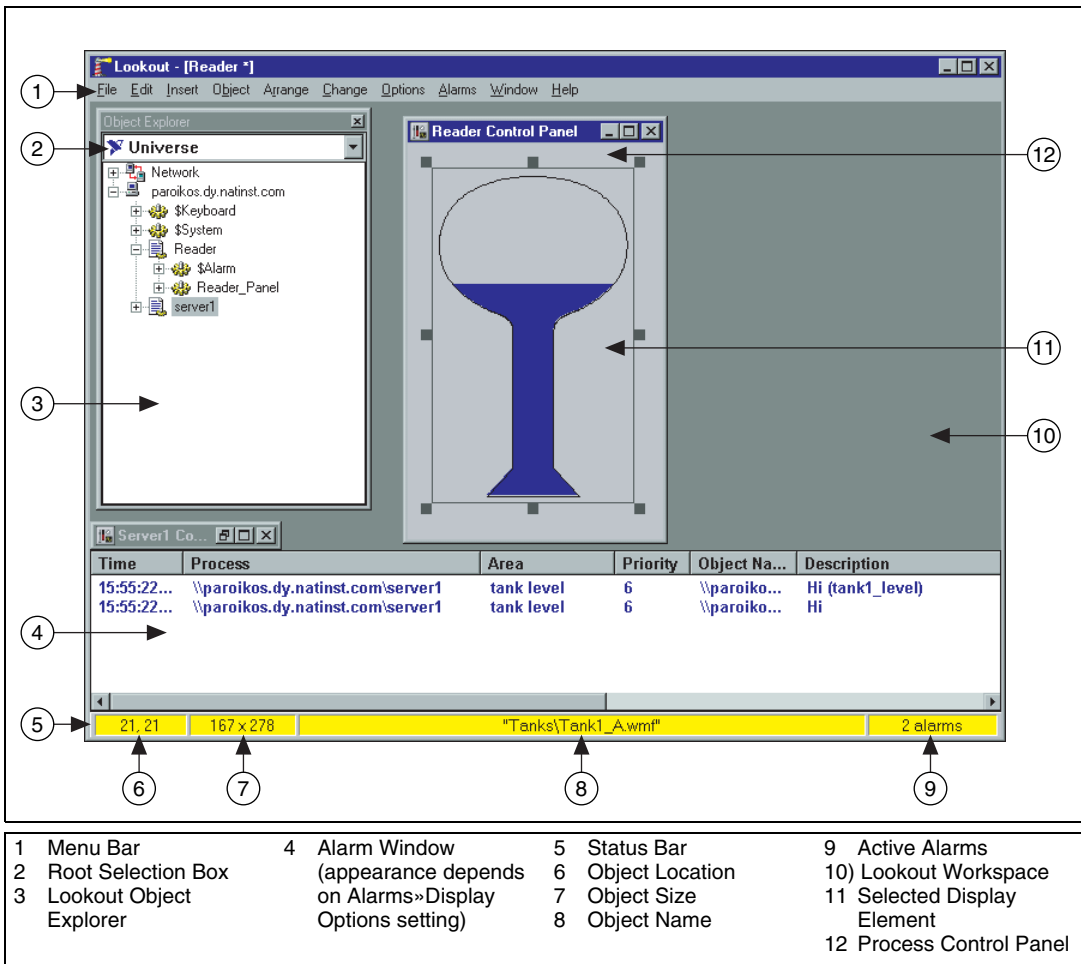 Lookout - [Reader *]
File Edit Insert Object Arrange Change Options Alarms Window Help
1
Object Explorer
Universe
2
Network
paroikos.dy.natinst.com
$Keyboard
$System
Reader
$Alarm
Reader_Panel
server1
3
Reader Control Panel
12
11
10
Server1 Co...
Time Process Area Priority Object Na... Description
15:55:22... \\paroikos.dy.natinst.com\server1 tank level 6 \\paroiko... Hi (tank1_level)
15:55:22... \\paroikos.dy.natinst.com\server1 tank level 6 \\paroiko... Hi
4
5
21, 21 167 x 278 "Tanks\Tank1_A.wmf" 2 alarms
6 7 8 9
1 Menu Bar
2 Root Selection Box
3 Lookout Object
Explorer
4 Alarm Window
(appearance depends
on Alarms»Display
Options setting)
5 Status Bar
6 Object Location
7 Object Size
8 Object Name
9 Active Alarms
10) Lookout Workspace
11 Selected Display
Element
12 Process Control Panel